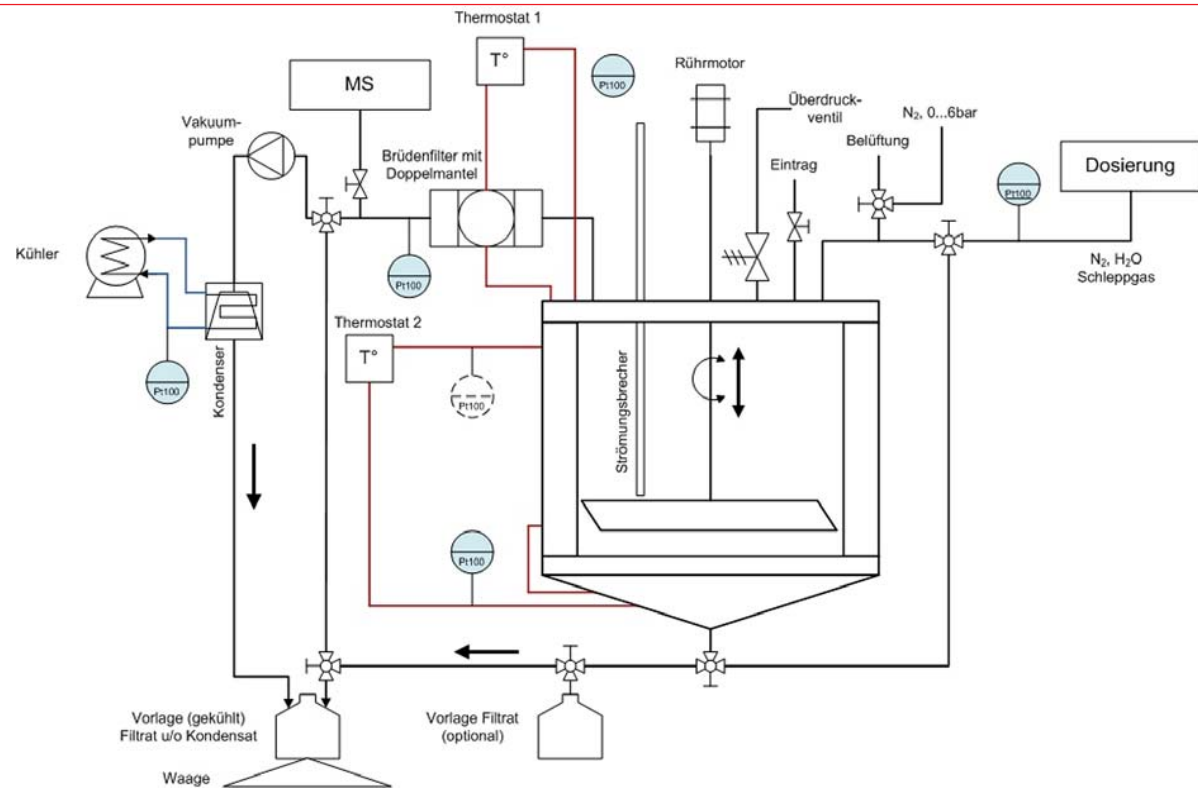 Thermostat 1
T°
Pt100
Rührmotor
MS
Vakuum-
pumpe
Überdruck-
ventil
N₂, 0...6bar
Belüftung
Eintrag
Brüdenfilter mit
Doppelmantel
Pt100
Dosierung
Kühler
Pt100
N₂, H₂O
Schleppgas
Thermostat 2
T°
Pt100
Kondenser
Pt100
Strömungsbrecher
Pt100
Vorlage (gekühlt)
Filtrat u/o Kondensat
Vorlage Filtrat
(optional)
Waage